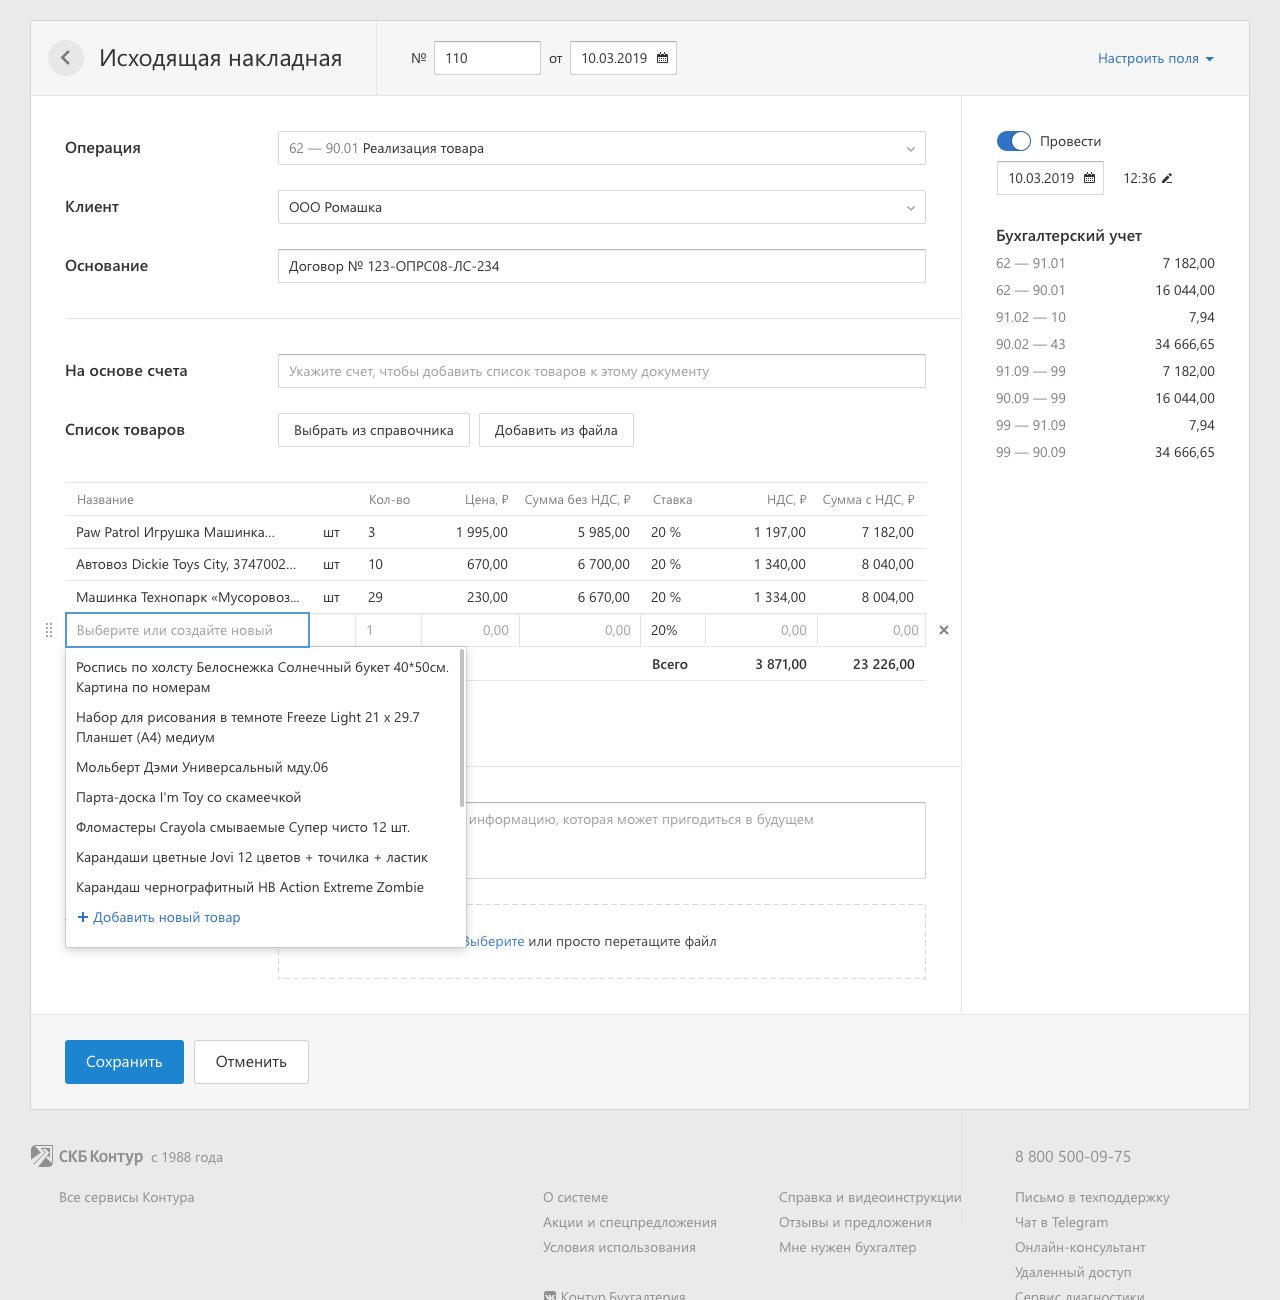 Исходящая накладная № 110 от 10.03.2019 Настроить поля
Операция 62 — 90.01 Реализация товара
Клиент ООО Ромашка
Основание Договор № 123-ОПРС08-ЛС-234
На основе счета Укажите счет, чтобы добавить список товаров к этому документу
Список товаров Выбрать из справочника Добавить из файла
Название Кол-во Цена, ₽ Сумма без НДС, ₽ Ставка НДС, ₽ Сумма с НДС, ₽
Paw Patrol Игрушка Машинка... шт 3 1 995,00 5 985,00 20 % 1 197,00 7 182,00
Автовоз Dickie Toys City, 3747002... шт 10 670,00 6 700,00 20 % 1 340,00 8 040,00
Машинка Технопарк «Мусоровоз... шт 29 230,00 6 670,00 20 % 1 334,00 8 004,00
Выберите или создайте новый 1 0,00 0,00 20% 0,00 0,00
Всего 3 871,00 23 226,00
Роспись по холсту Белоснежка Солнечный букет 40*50см.
Картина по номерам
Набор для рисования в темноте Freeze Light 21 x 29.7
Планшет (А4) медиум
Мольберт Дэми Универсальный мду.06
Парта-доска I'm Toy со скамеечкой
Фломастеры Crayola смываемые Супер чисто 12 шт.
Карандаши цветные Jovi 12 цветов + точилка + ластик
Карандаш чернографитный HB Action Extreme Zombie
+ Добавить новый товар
информацию, которая может пригодиться в будущем
Выберите или просто перетащите файл
Провести
10.03.2019 12:36
Бухгалтерский учет
62 — 91.01 7 182,00
62 — 90.01 16 044,00
91.02 — 10 7,94
90.02 — 43 34 666,65
91.09 — 99 7 182,00
90.09 — 99 16 044,00
99 — 91.09 7,94
99 — 90.09 34 666,65
Сохранить Отменить
СКБ Контур с 1988 года 8 800 500-09-75
Все сервисы Контура О системе Справка и видеоинструкции Письмо в техподдержку
Акции и спецпредложения Отзывы и предложения Чат в Telegram
Условия использования Мне нужен бухгалтер Онлайн-консультант
Удаленный доступ
Контур.Бухгалтерия Сервис диагностики